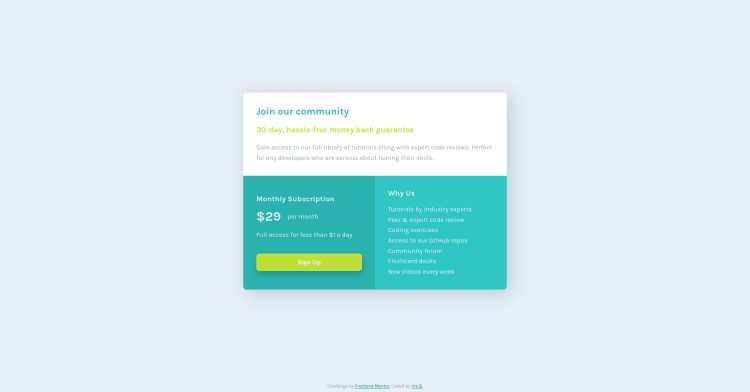 Join our community
30-day, hassle-free money back guarantee
Gain access to our full library of tutorials along with expert code reviews. Perfect
for any developers who are serious about honing their skills.
Monthly Subscription
$29 per month
Full access for less than $1 a day
Sign Up
Why Us
Tutorials by industry experts
Peer & expert code review
Coding exercises
Access to our GitHub repos
Community forum
Flashcard decks
New videos every week
Challenge by Frontend Mentor. Coded by